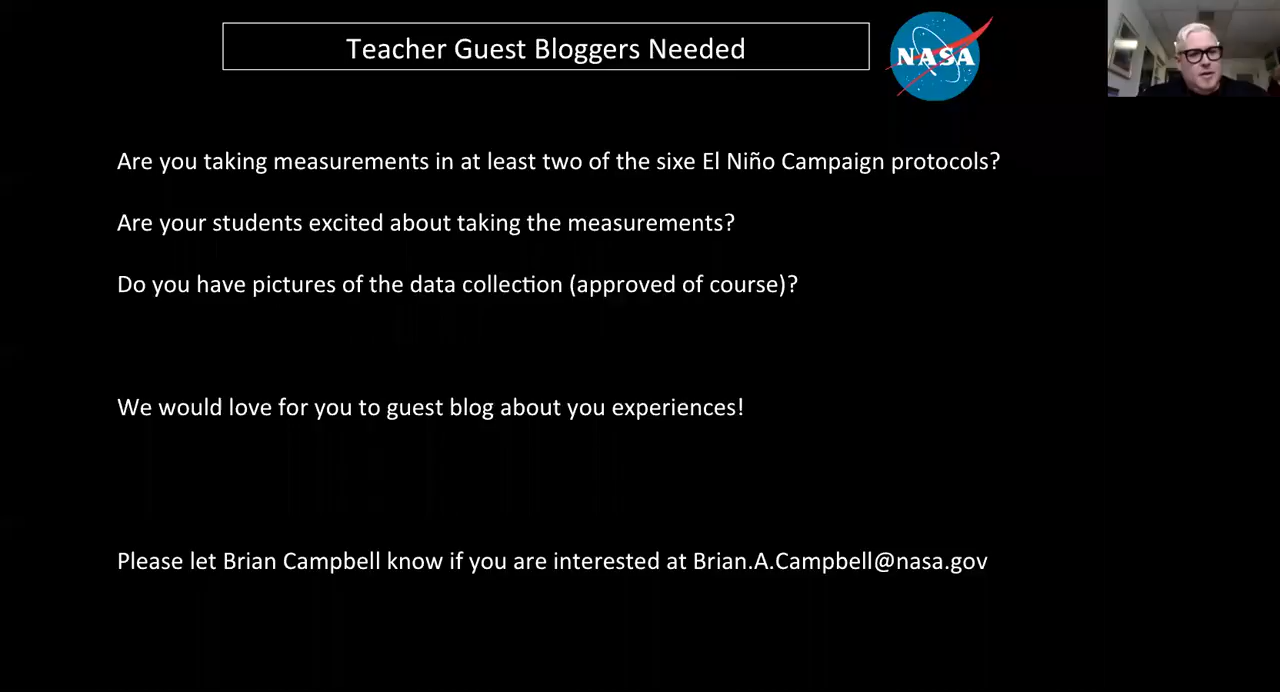 Teacher Guest Bloggers Needed
NASA
Are you taking measurements in at least two of the sixe El Niño Campaign protocols?
Are your students excited about taking the measurements?
Do you have pictures of the data collection (approved of course)?
We would love for you to guest blog about you experiences!
Please let Brian Campbell know if you are interested at Brian.A.Campbell@nasa.gov